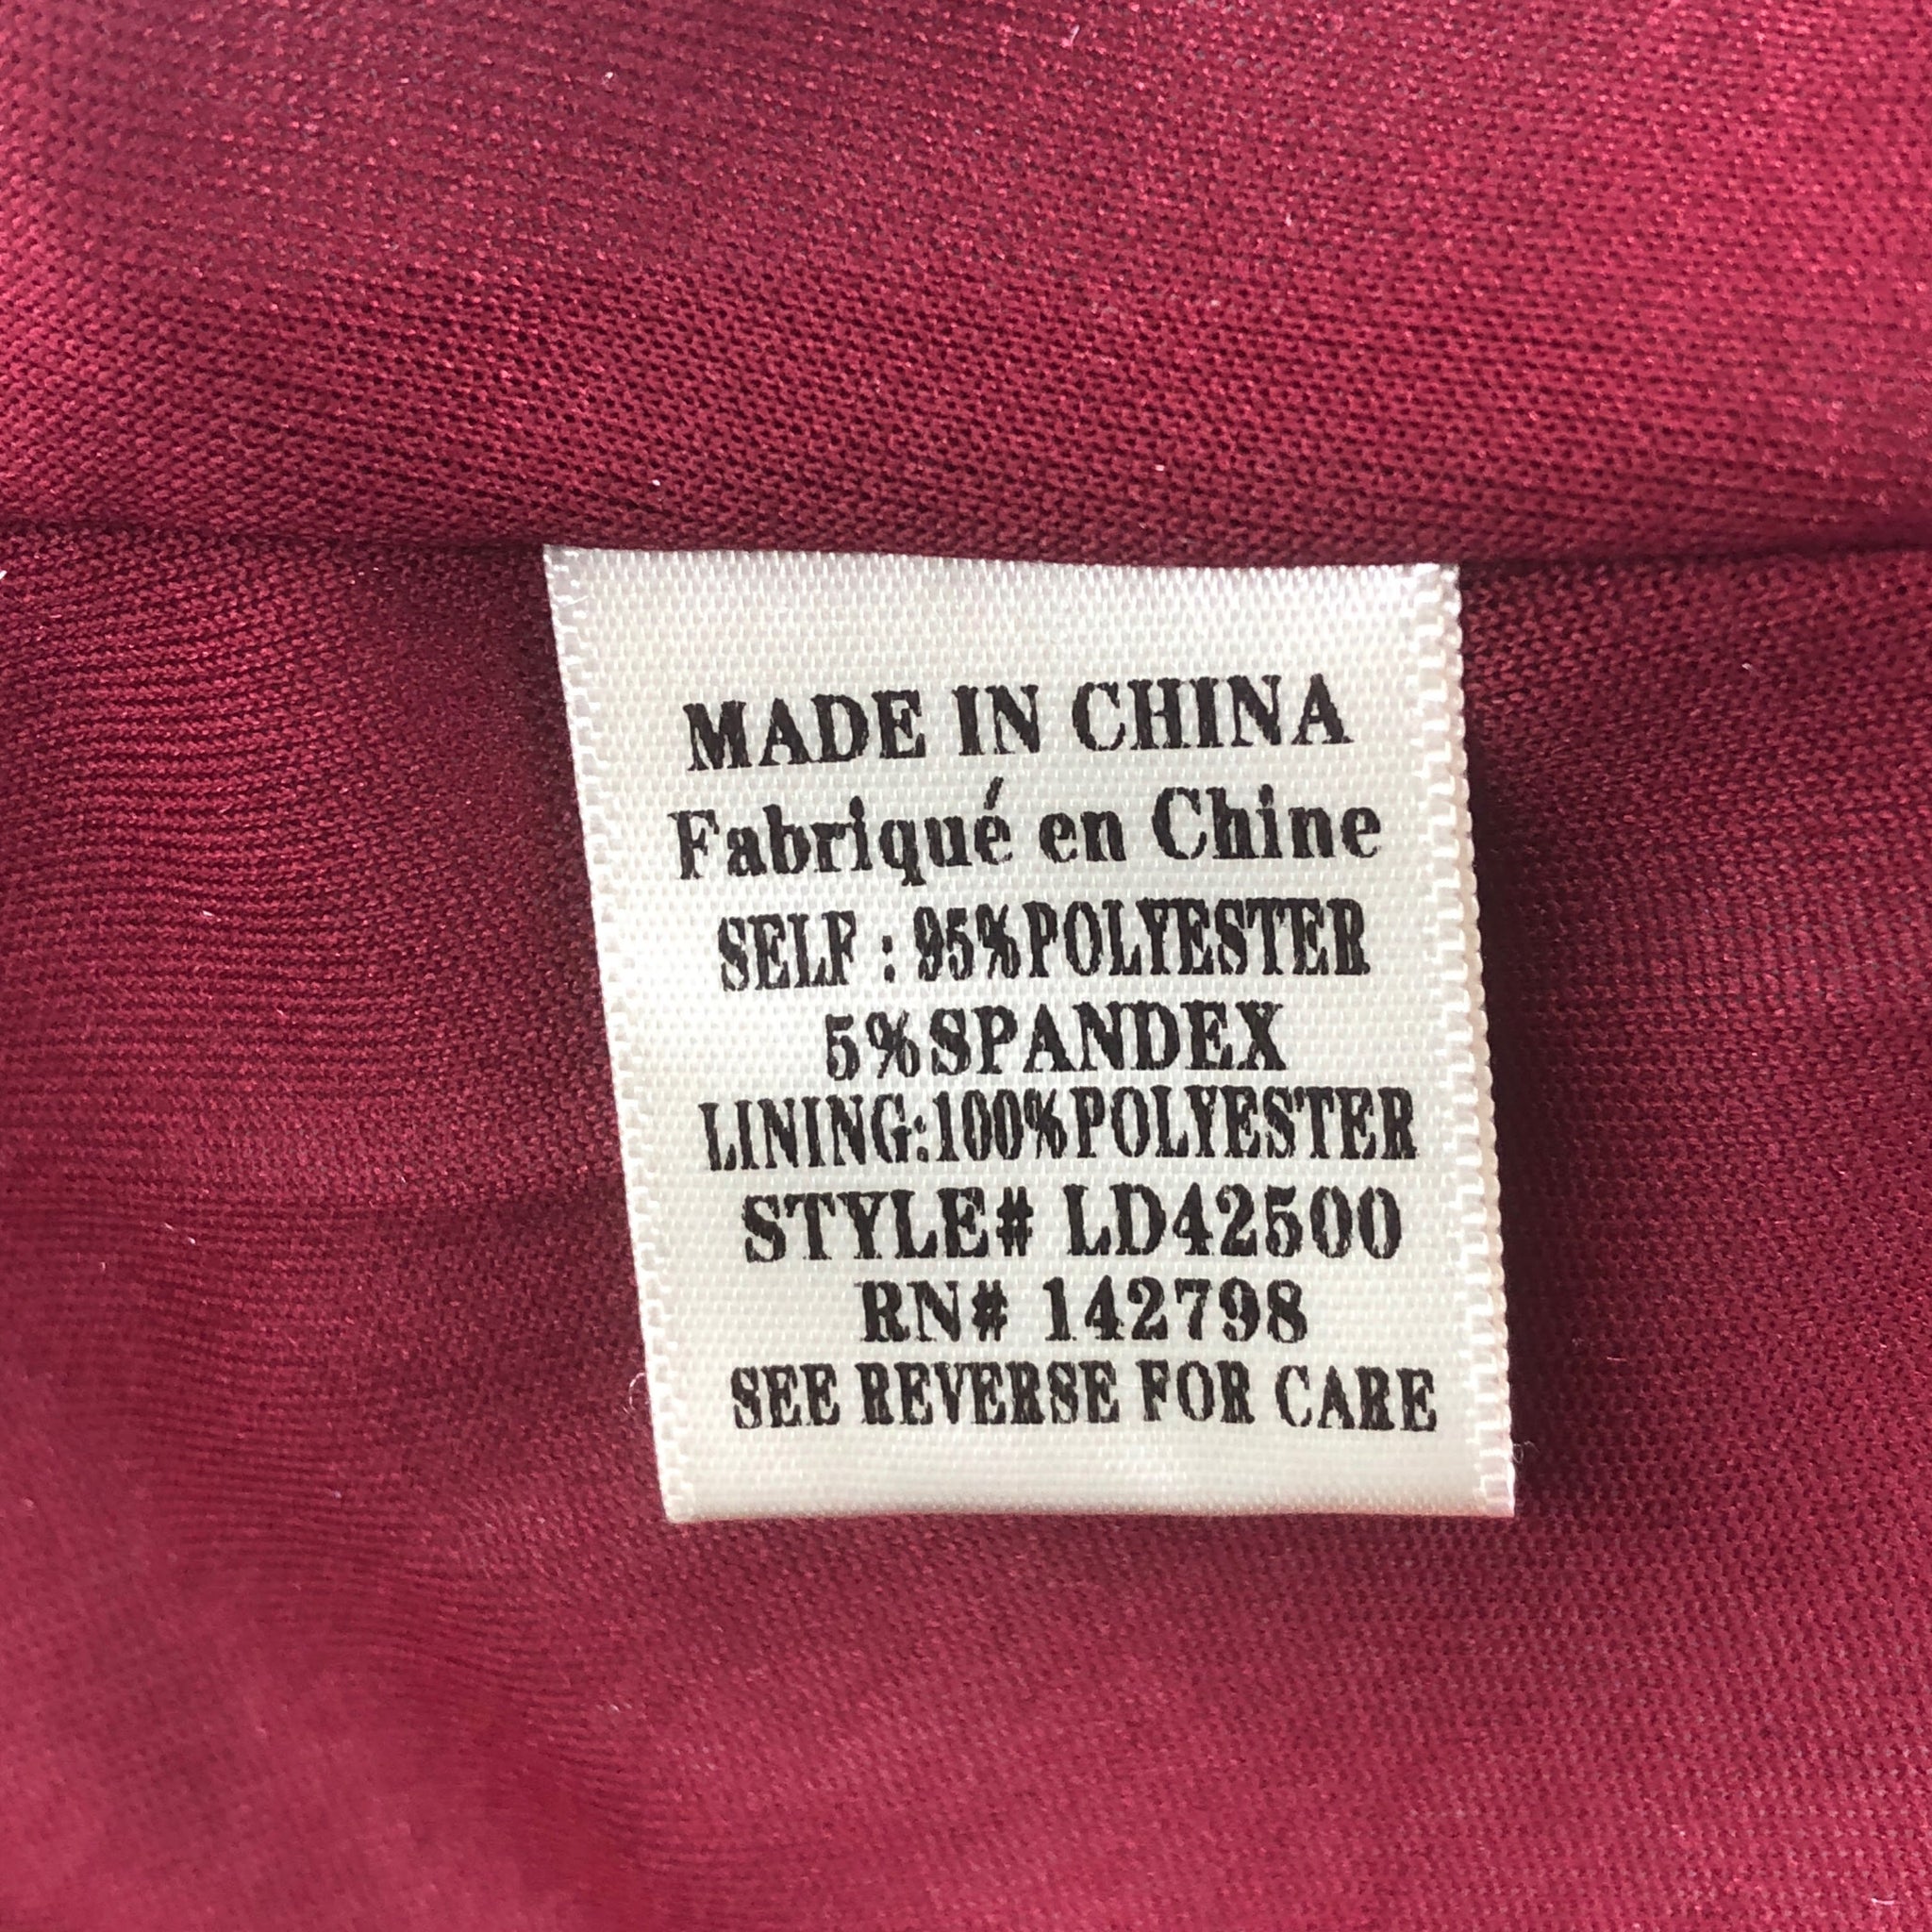 MADE IN CHINA
Fabriqué en Chine
SELF : 95%POLYESTER
5%SPANDEX
LINING:100%POLYESTER
STYLE# LD42500
RN# 142798
SEE REVERSE FOR CARE